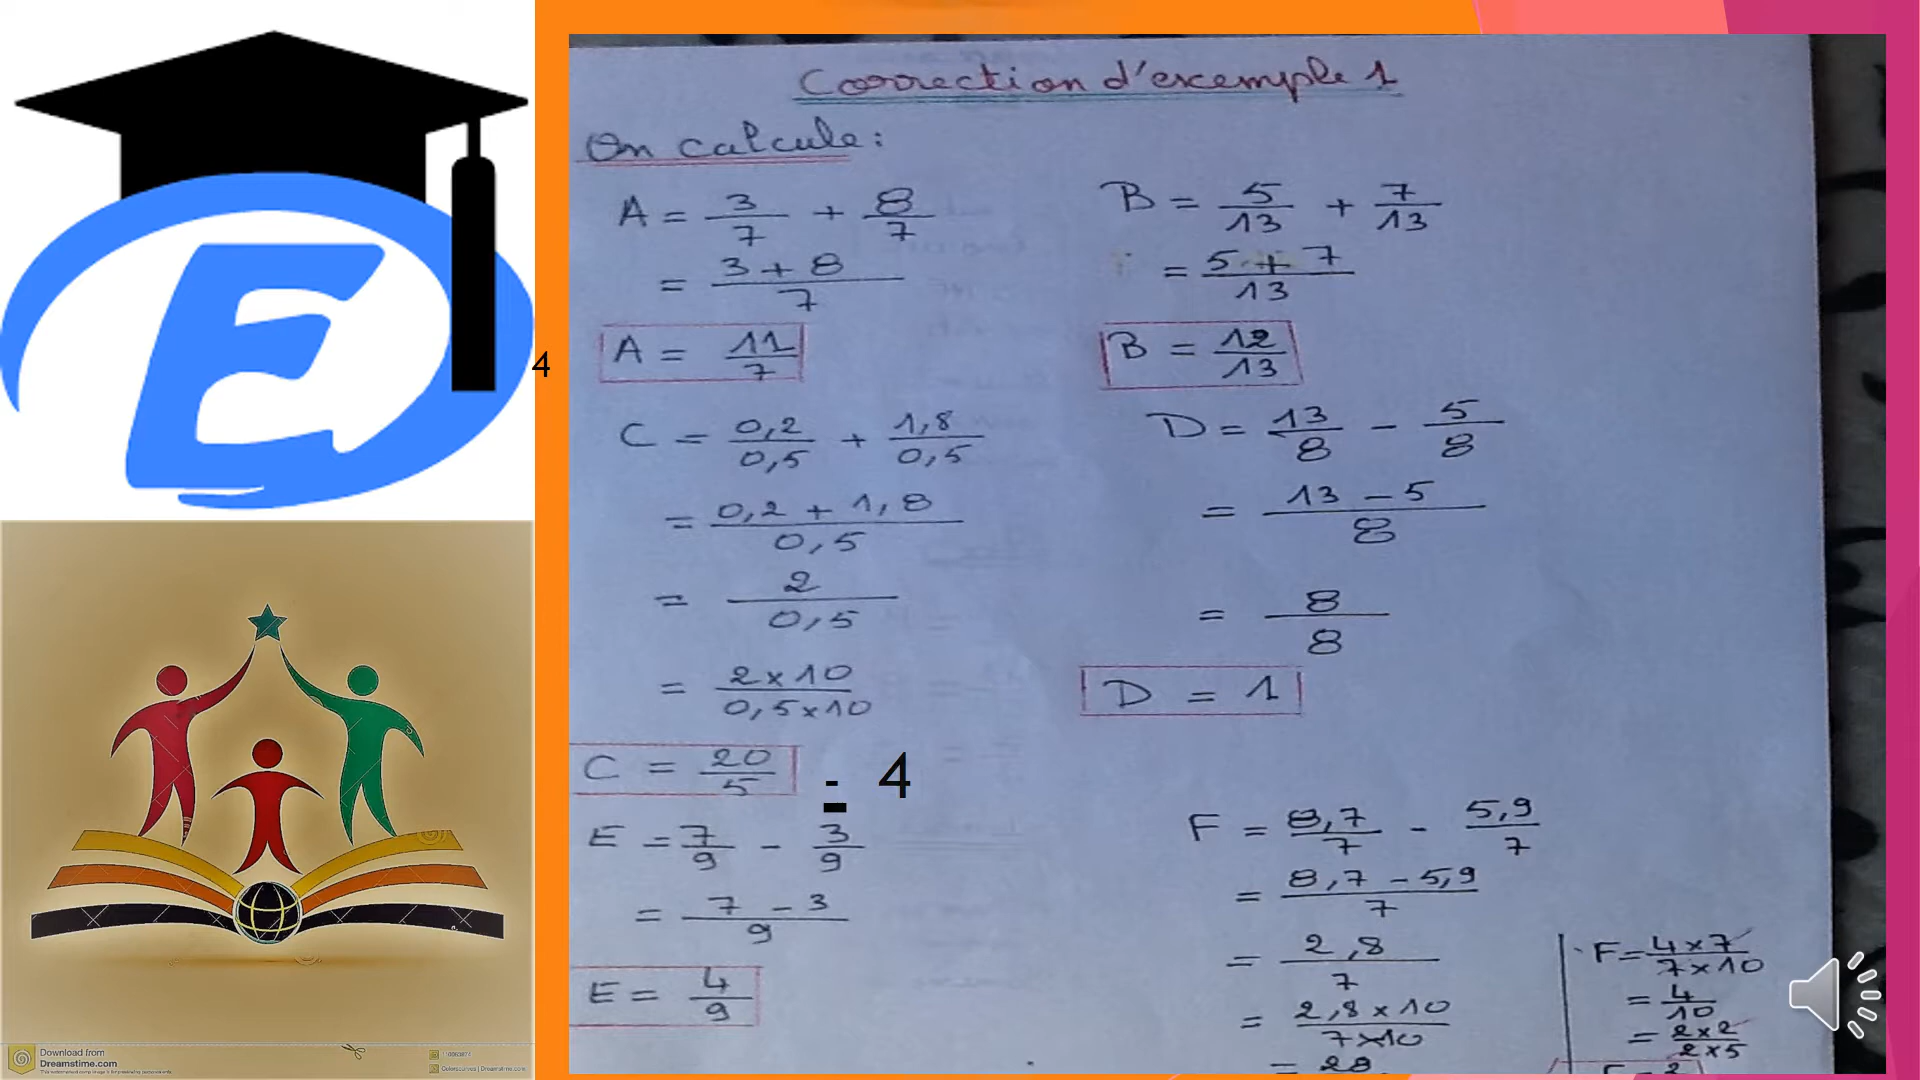 Correction d'exemple 1
On calcule :
A = 3/7 + 8/7
= (3 + 8)/7
A = 11/7
B = 5/13 + 7/13
= (5 + 7)/13
B = 12/13
C = 0,2/0,5 + 1,8/0,5
= (0,2 + 1,8)/0,5
= 2/0,5
= (2 × 10)/(0,5 × 10)
C = 20/5 = 4
D = 13/8 - 5/8
= (13 - 5)/8
= 8/8
D = 1
E = 7/9 - 3/9
= (7 - 3)/9
E = 4/9
F = 8,7/7 - 5,9/7
= (8,7 - 5,9)/7
= 2,8/7
= (2,8 × 10)/(7 × 10)
= 28
F = (4 × 7)/(7 × 10)
= 4/10
= (2 × 2)/(2 × 5)
4
E
Download from
Dreamstime.com